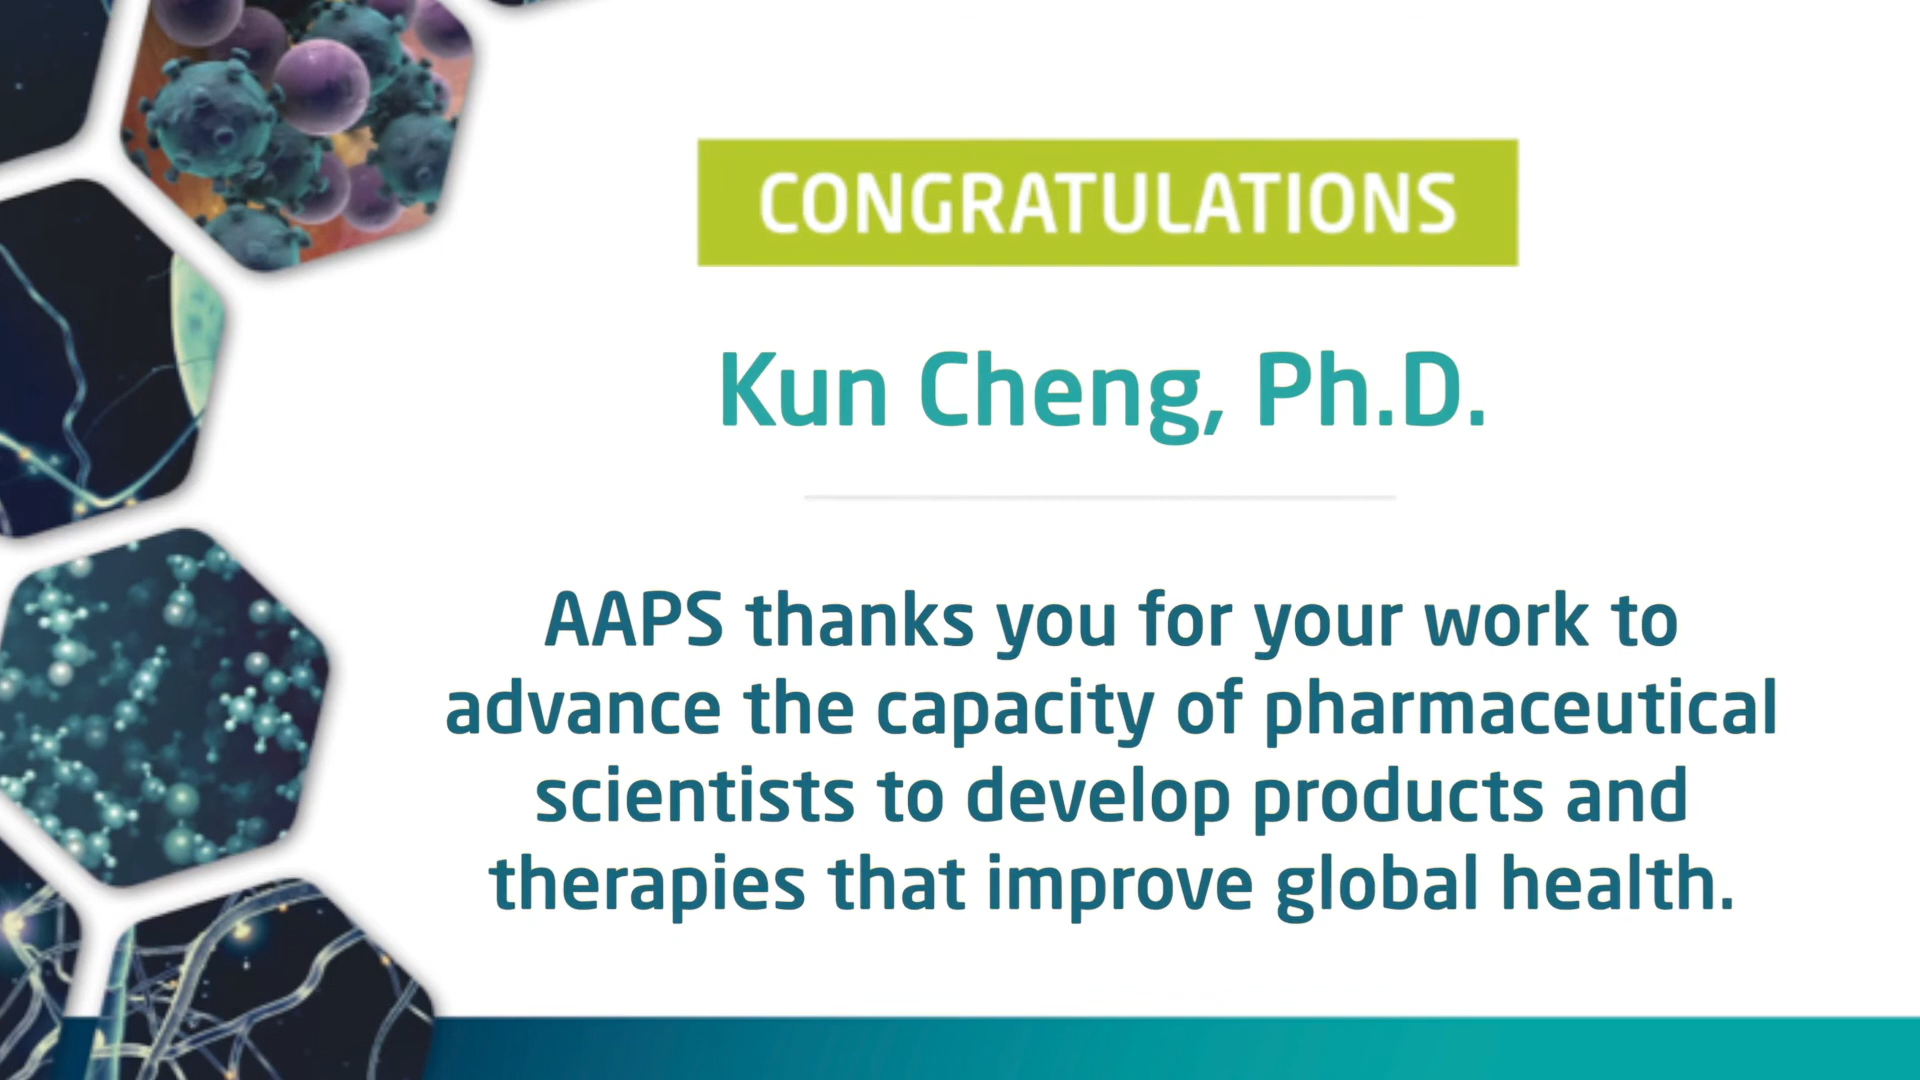 CONGRATULATIONS
Kun Cheng, Ph.D.
AAPS thanks you for your work to
advance the capacity of pharmaceutical
scientists to develop products and
therapies that improve global health.